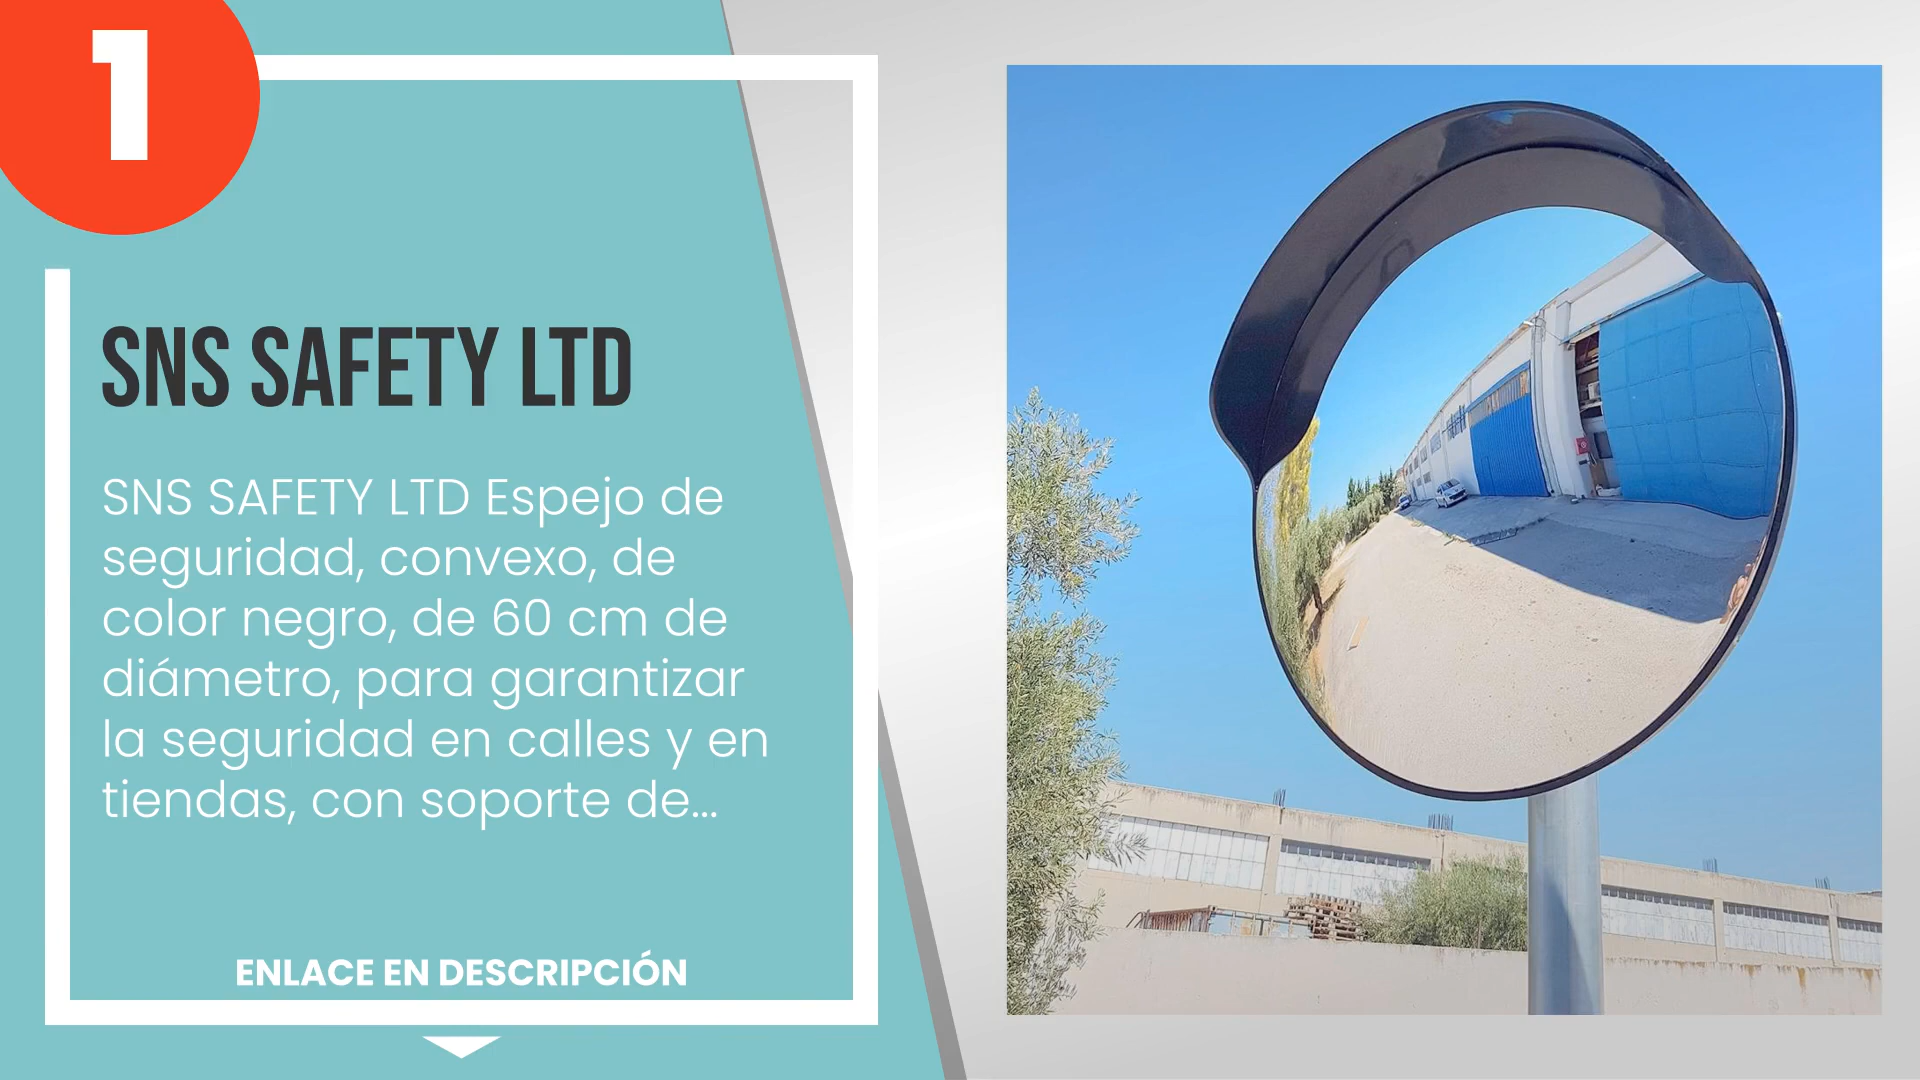 1
SNS SAFETY LTD
SNS SAFETY LTD Espejo de
seguridad, convexo, de
color negro, de 60 cm de
diámetro, para garantizar
la seguridad en calles y en
tiendas, con soporte de...
ENLACE EN DESCRIPCIÓN